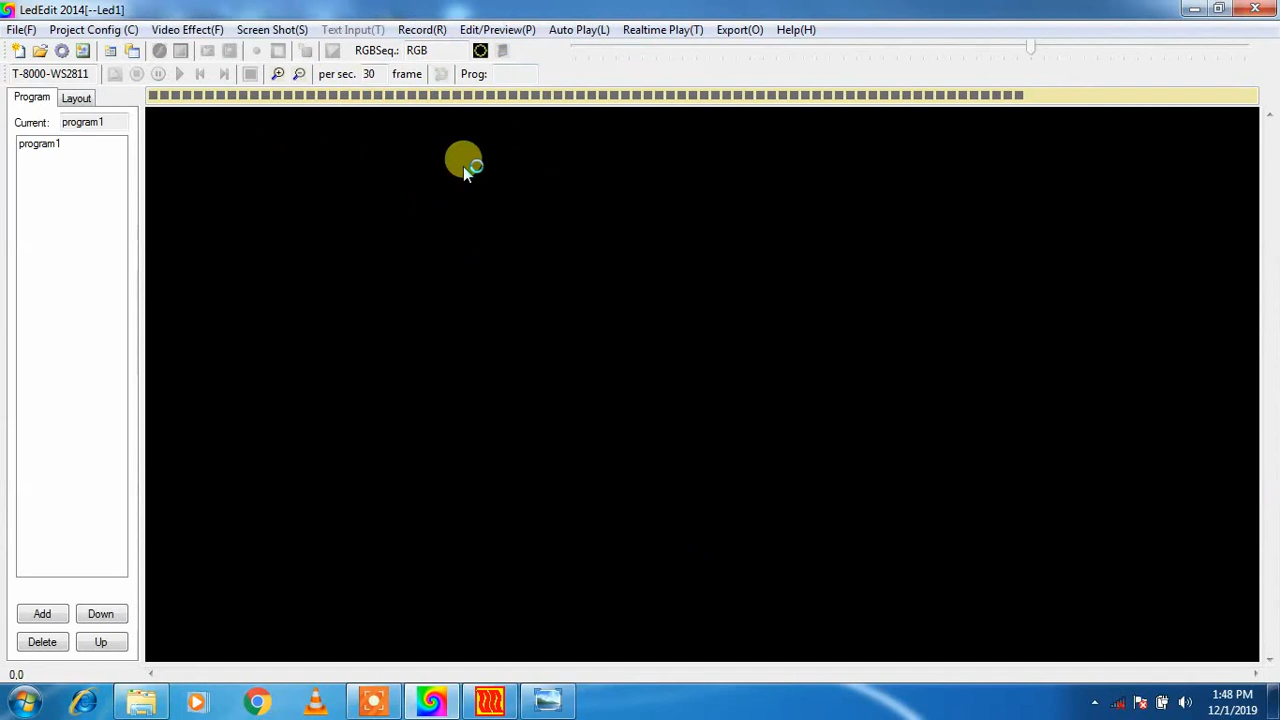 LedEdit 2014[--Led1]
File(F) Project Config (C) Video Effect(F) Screen Shot(S) Text Input(T) Record(R) Edit/Preview(P) Auto Play(L) Realtime Play(T) Export(O) Help(H)
RGBSeq.: RGB
T-8000-WS2811 per sec. 30 frame Prog:
Program Layout
Current: program1
program1
Add Down
Delete Up
0,0
1:48 PM
12/1/2019